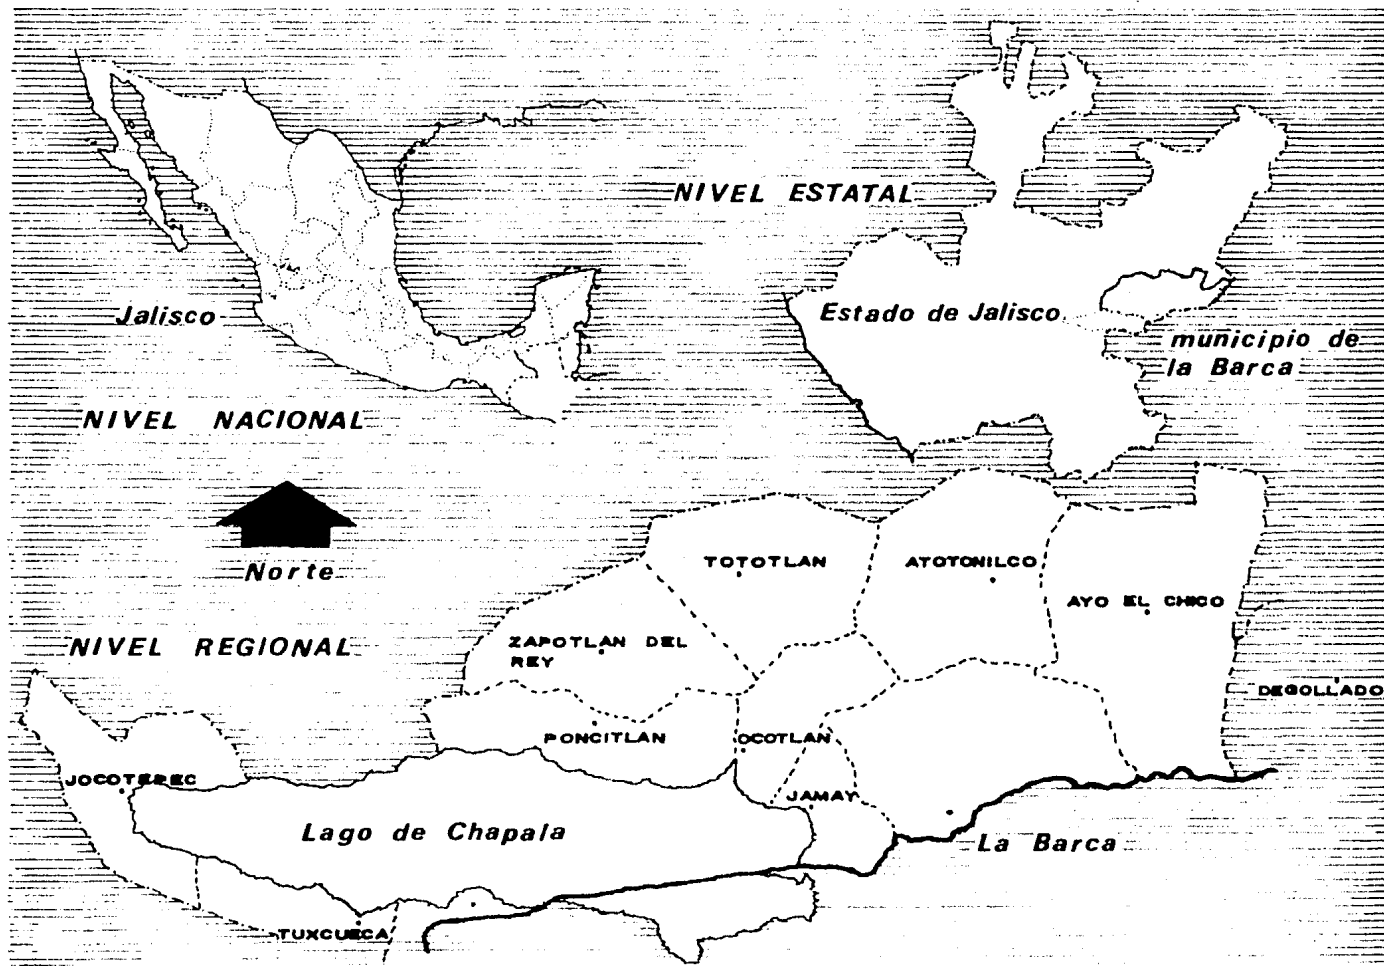 NIVEL ESTATAL
Jalisco
Estado de Jalisco
municipio de
la Barca
NIVEL NACIONAL
Norte
NIVEL REGIONAL
TOTOTLAN
ATOTONILCO
AYO EL CHICO
ZAPOTLAN DEL
REY
DEGOLLADO
PONCITLAN
OCOTLAN
JOCOTEPEC
JAMAY
Lago de Chapala
La Barca
TUXCUECA